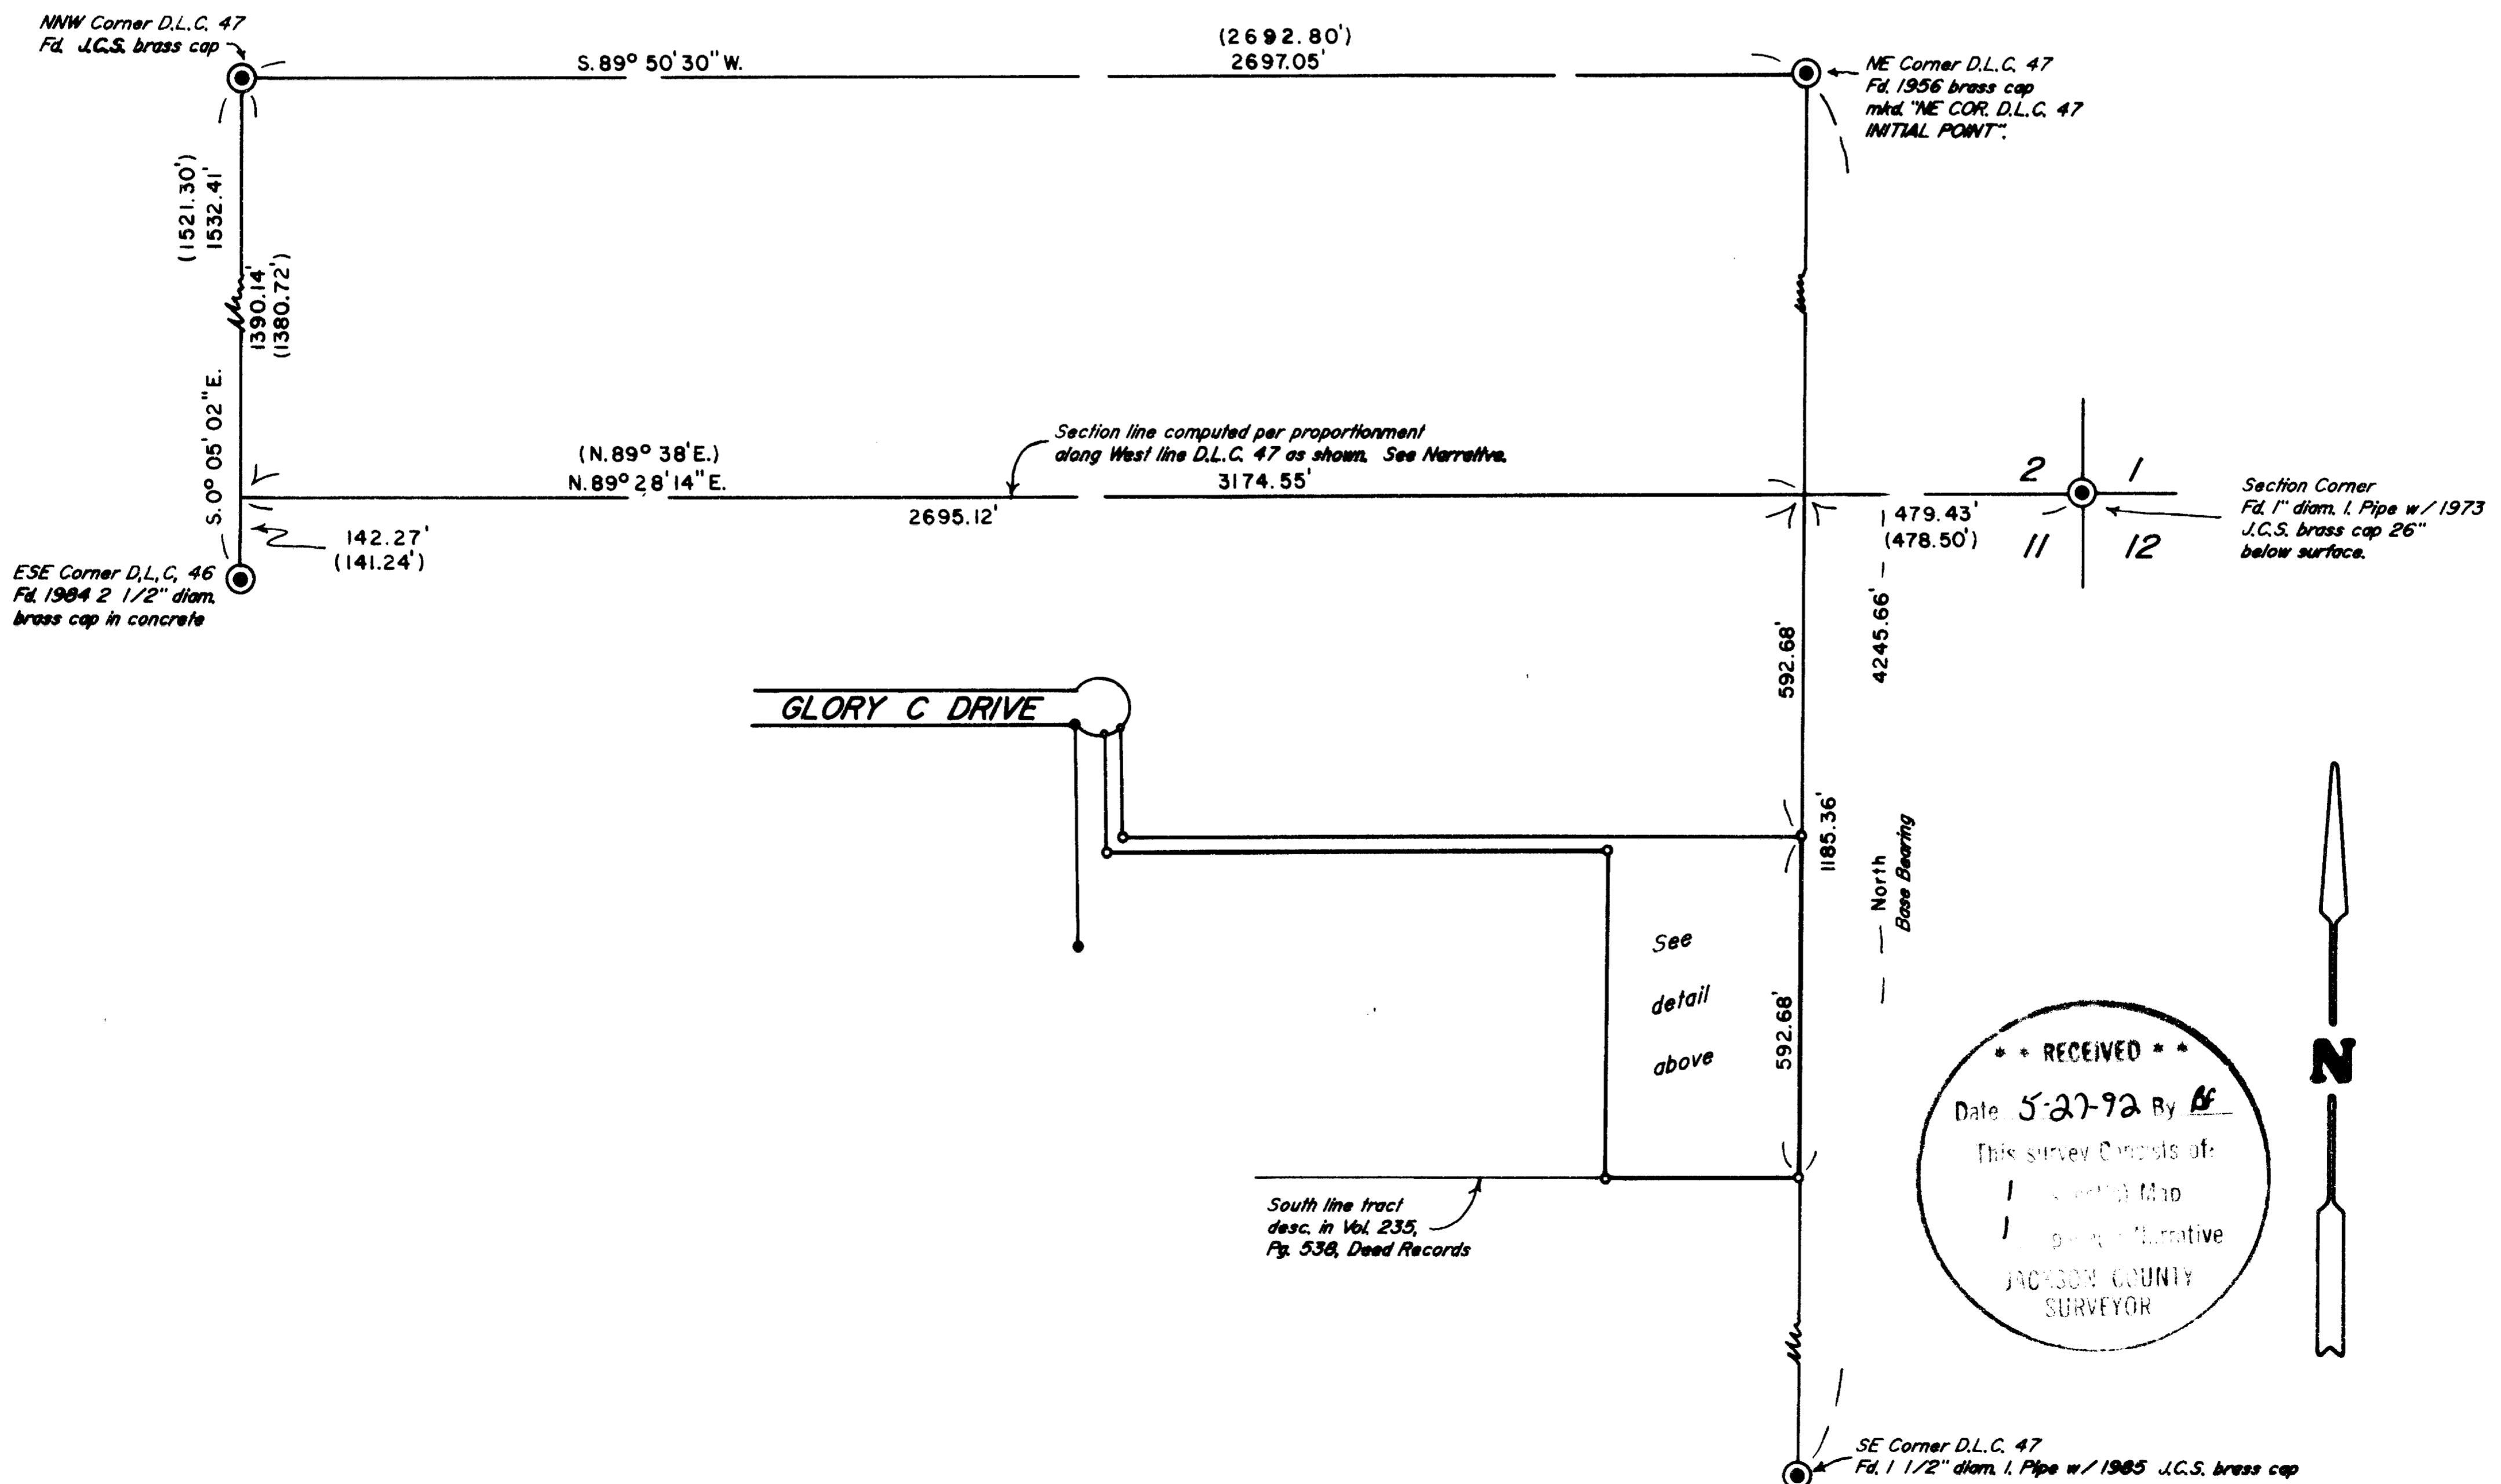 NNW Corner D.L.C. 47
Fd. J.C.S. brass cap
S. 89° 50' 30" W.
(2692.80')
2697.05'
NE Corner D.L.C. 47
Fd. 1956 brass cap
mkd. "NE COR. D.L.C. 47
INITIAL POINT".
(1521.30')
1532.41'
1390.14'
(1380.72')
S. 0° 05' 02" E.
(N. 89° 38' E.)
N. 89° 28' 14" E.
Section line computed per proportionment
along West line D.L.C. 47 as shown. See Narrative.
3174.55'
2695.12'
142.27'
(141.24')
ESE Corner D.L.C. 46
Fd. 1984 2 1/2" diam.
brass cap in concrete
479.43'
(478.50')
2
1
11
12
Section Corner
Fd. 1" diam. I. Pipe w/ 1973
J.C.S. brass cap 26"
below surface.
592.68'
4245.66'
GLORY C DRIVE
1185.36'
North
Base Bearing
See
detail
above
592.68'
South line tract
desc. in Vol. 235,
Pg. 538, Deed Records
* * RECEIVED * *
Date 5-27-92 By
This survey Consists of:
1 Map
1 Narrative
JACKSON COUNTY
SURVEYOR
N
SE Corner D.L.C. 47
Fd. 1 1/2" diam. I. Pipe w/ 1985 J.C.S. brass cap